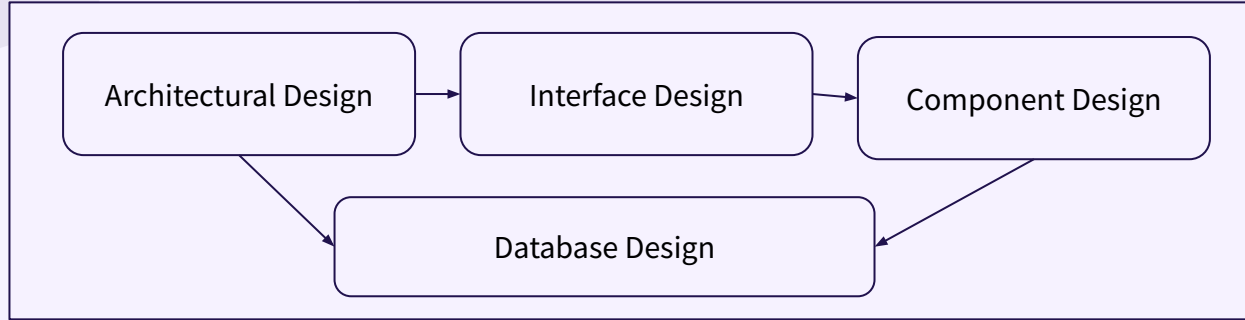 Architectural Design
Interface Design
Component Design
Database Design